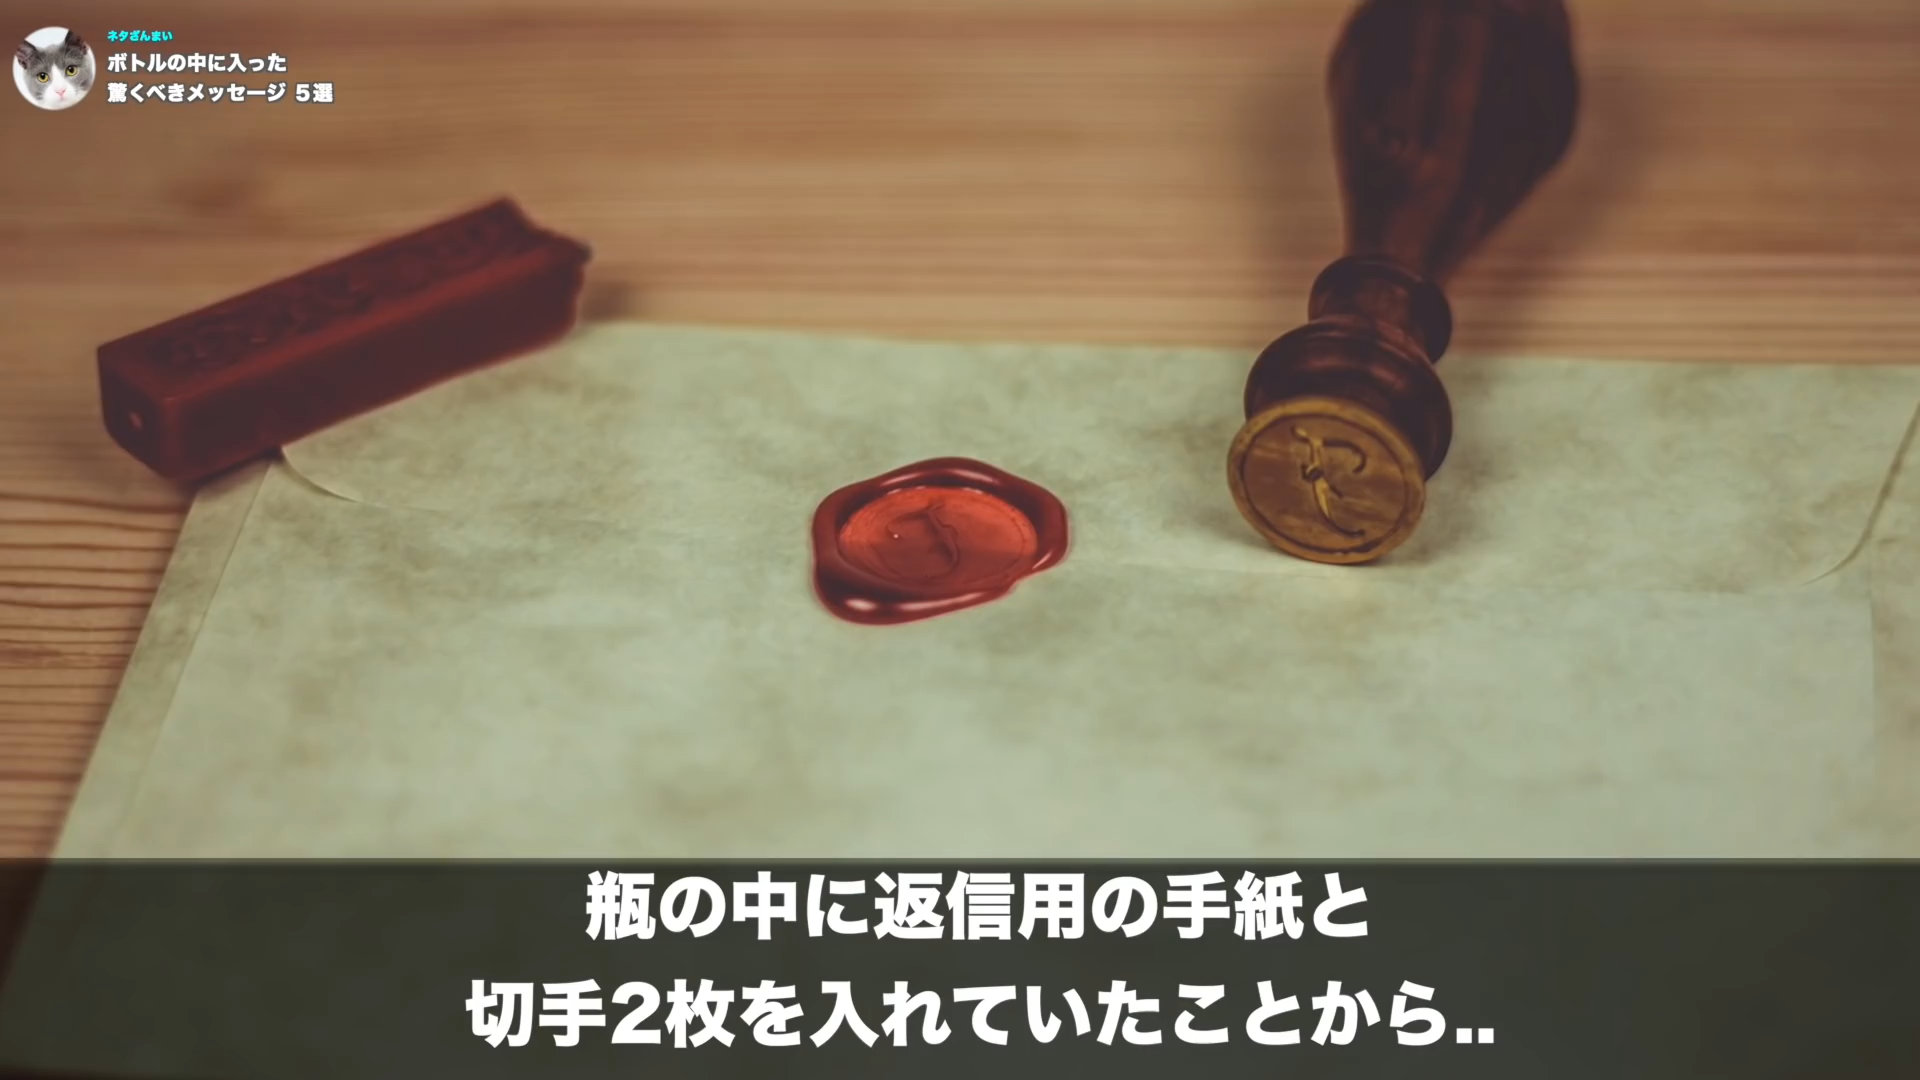 ネタざんまい
ボトルの中に入った
驚くべきメッセージ 5選
瓶の中に返信用の手紙と
切手2枚を入れていたことから..